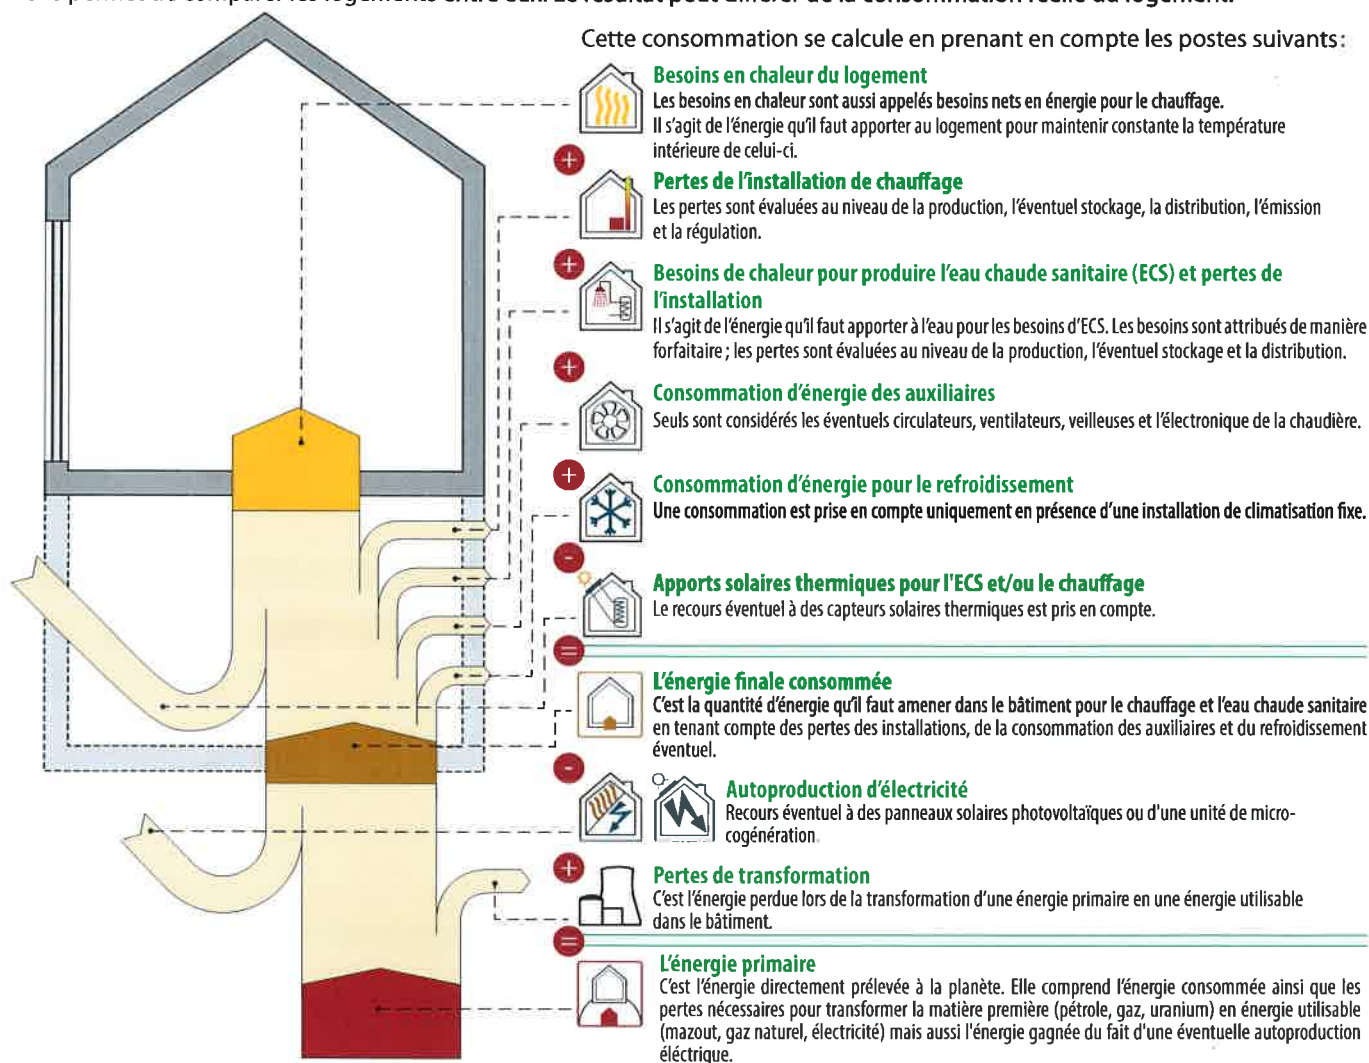 Cette consommation se calcule en prenant en compte les postes suivants :
Besoins en chaleur du logement
Les besoins en chaleur sont aussi appelés besoins nets en énergie pour le chauffage.
Il s'agit de l'énergie qu'il faut apporter au logement pour maintenir constante la température
intérieure de celui-ci.
+
Pertes de l'installation de chauffage
Les pertes sont évaluées au niveau de la production, l'éventuel stockage, la distribution, l'émission
et la régulation.
+
Besoins de chaleur pour produire l'eau chaude sanitaire (ECS) et pertes de
l'installation
Il s'agit de l'énergie qu'il faut apporter à l'eau pour les besoins d'ECS. Les besoins sont attribués de manière
forfaitaire ; les pertes sont évaluées au niveau de la production, l'éventuel stockage et la distribution.
+
Consommation d'énergie des auxiliaires
Seuls sont considérés les éventuels circulateurs, ventilateurs, veilleuses et l'électronique de la chaudière.
+
Consommation d'énergie pour le refroidissement
Une consommation est prise en compte uniquement en présence d'une installation de climatisation fixe.
-
Apports solaires thermiques pour l'ECS et/ou le chauffage
Le recours éventuel à des capteurs solaires thermiques est pris en compte.
=
L'énergie finale consommée
C'est la quantité d'énergie qu'il faut amener dans le bâtiment pour le chauffage et l'eau chaude sanitaire
en tenant compte des pertes des installations, de la consommation des auxiliaires et du refroidissement
éventuel.
-
Autoproduction d'électricité
Recours éventuel à des panneaux solaires photovoltaïques ou d'une unité de micro-
cogénération.
+
Pertes de transformation
C'est l'énergie perdue lors de la transformation d'une énergie primaire en une énergie utilisable
dans le bâtiment.
=
L'énergie primaire
C'est l'énergie directement prélevée à la planète. Elle comprend l'énergie consommée ainsi que les
pertes nécessaires pour transformer la matière première (pétrole, gaz, uranium) en énergie utilisable
(mazout, gaz naturel, électricité) mais aussi l'énergie gagnée du fait d'une éventuelle autoproduction
éléctrique.